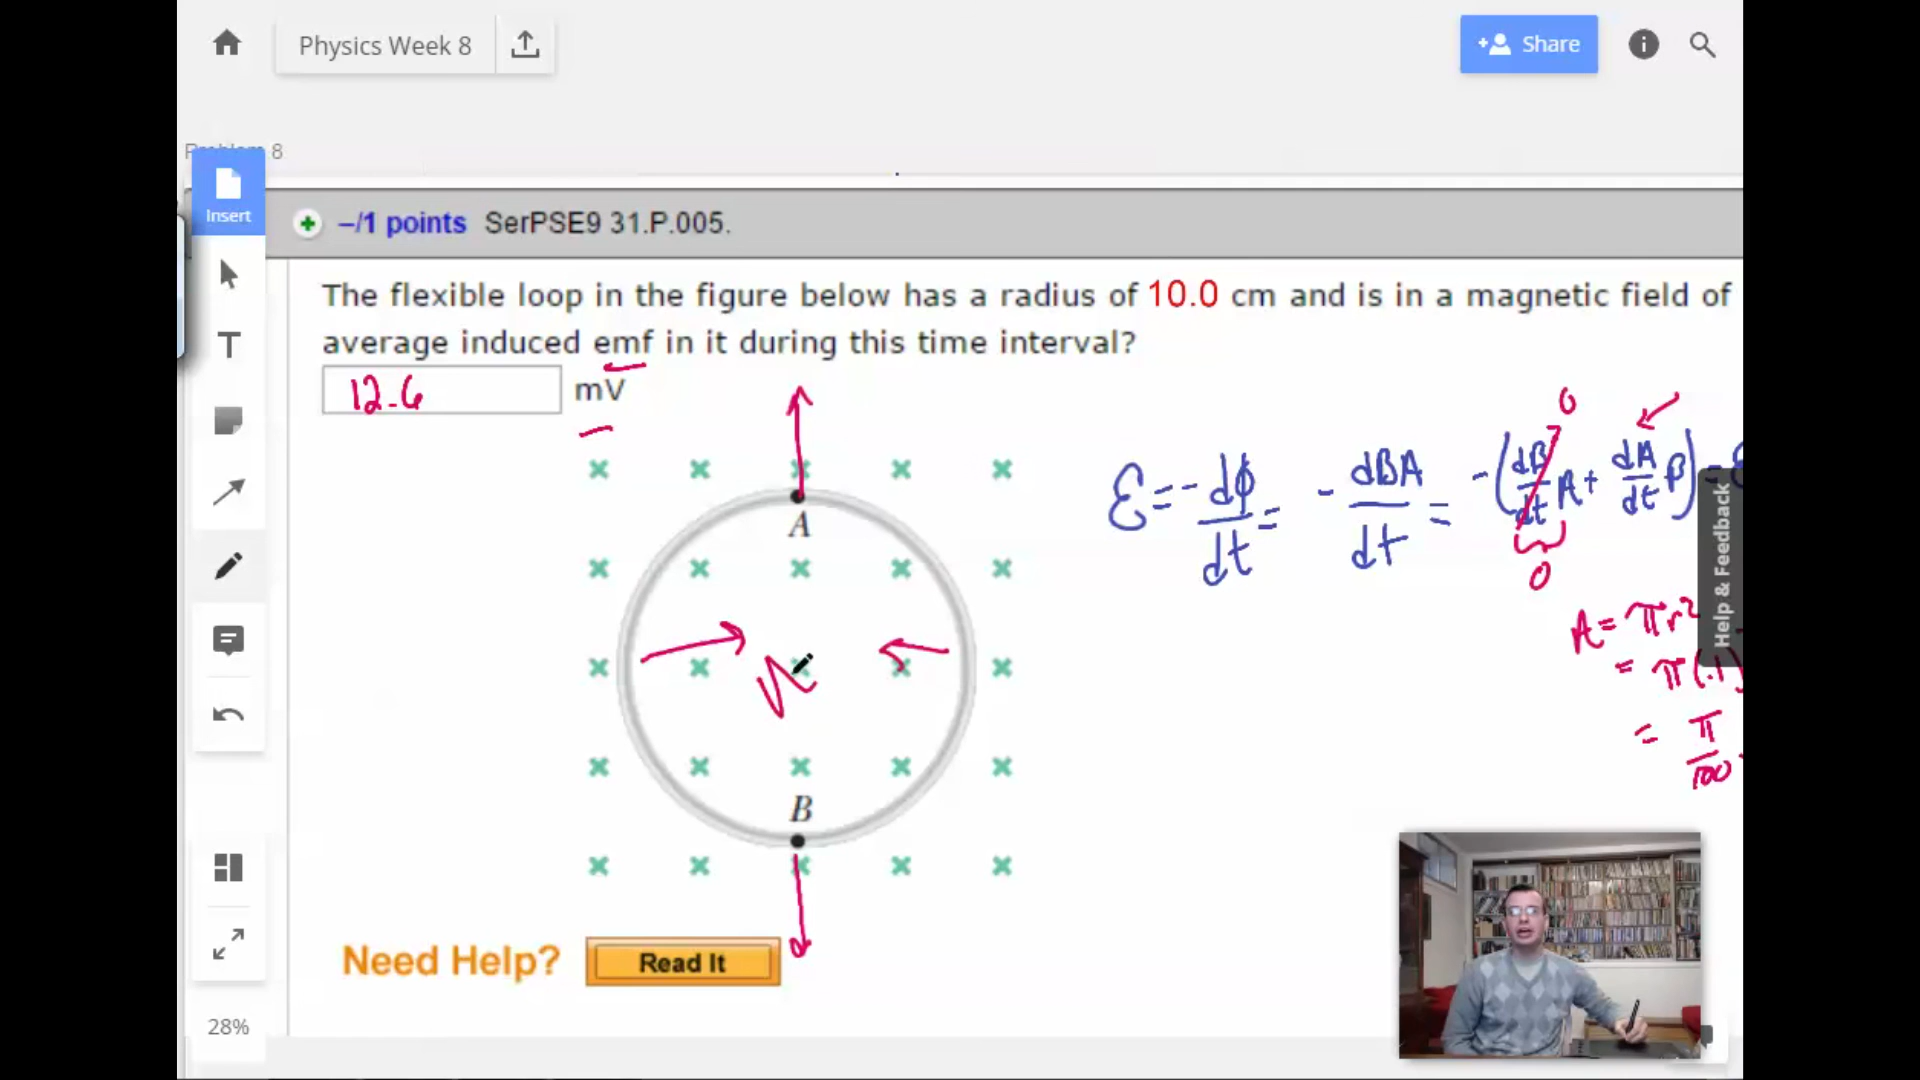 Physics Week 8
Share
Problem 8
Insert
–/1 points SerPSE9 31.P.005.
The flexible loop in the figure below has a radius of 10.0 cm and is in a magnetic field of
average induced emf in it during this time interval?
12.6 mV
A
B
ℰ = - dϕ/dt = - dBA/dt = -(dB/dt A + dA/dt B)
0
0
A = πr²
= π(.1)
= π/100
Help & Feedback
Need Help? Read It
28%